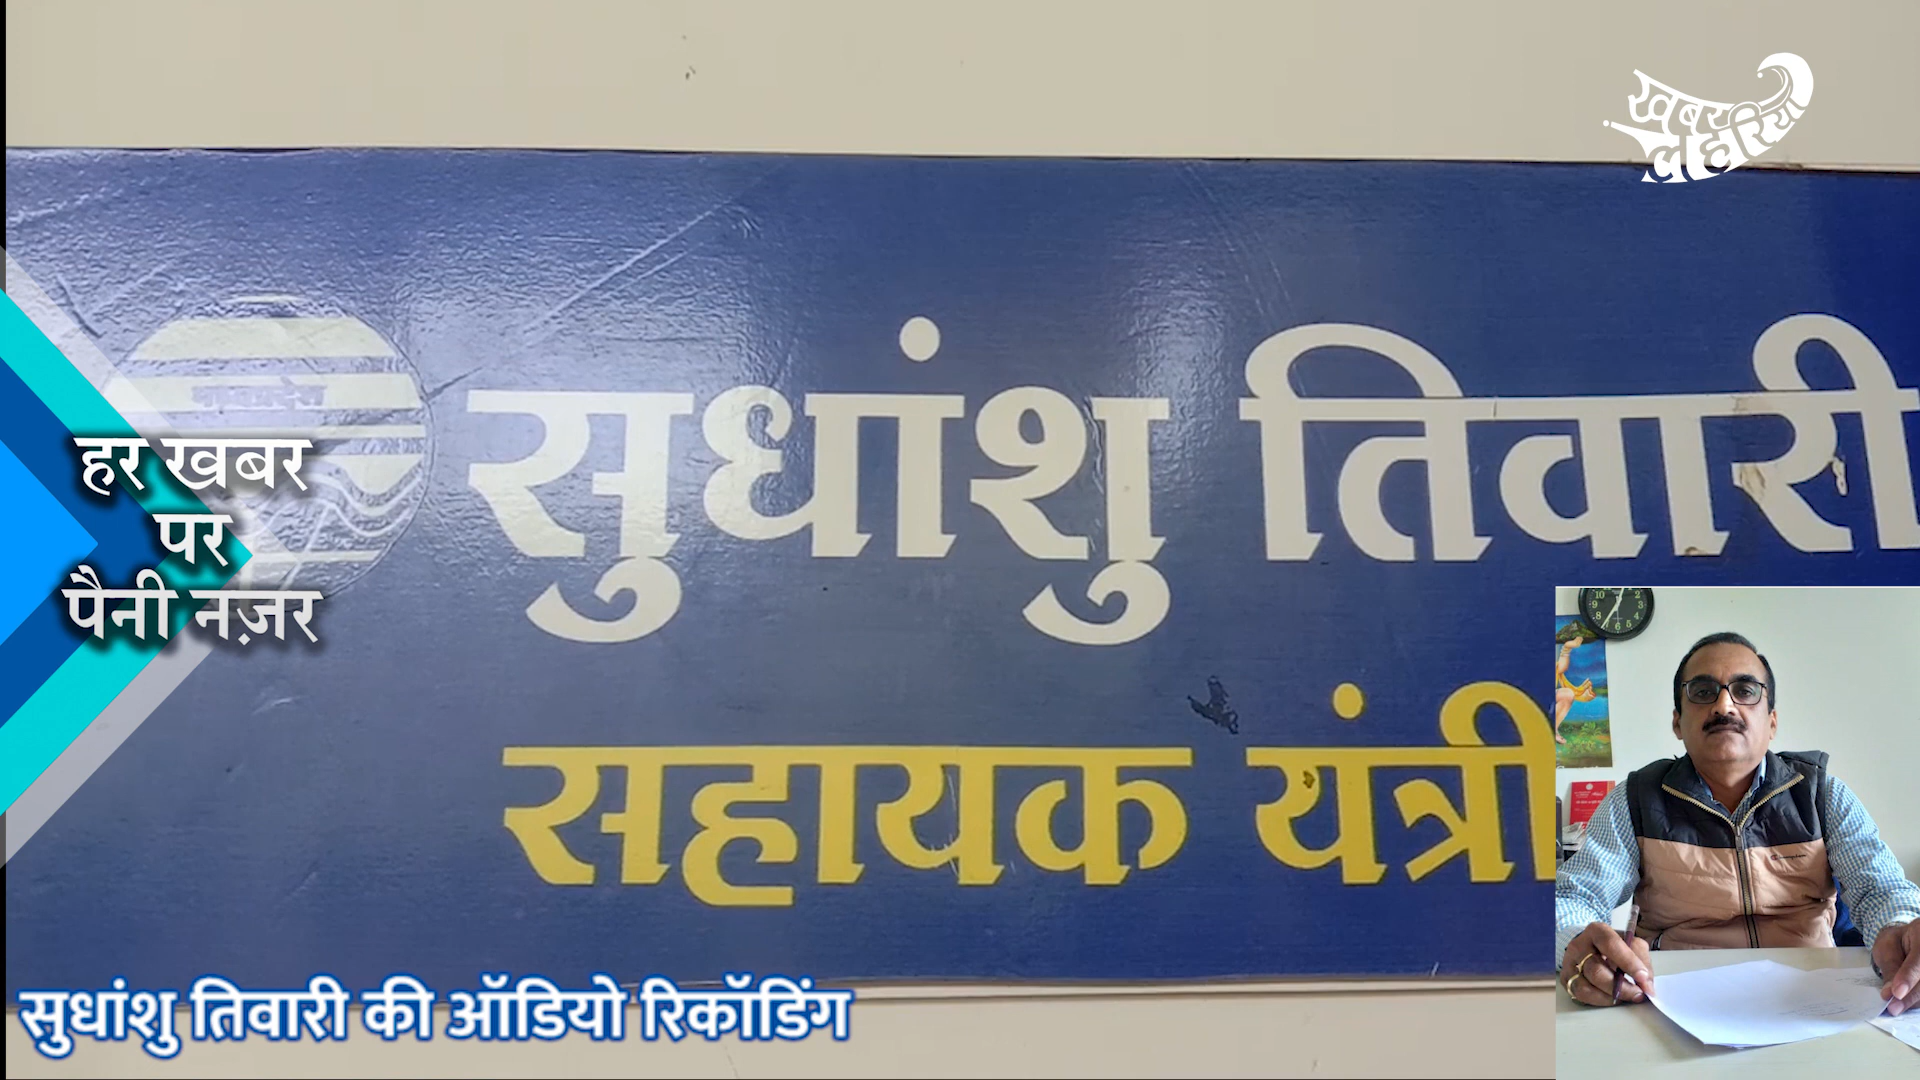 खबर
लहरिया
सुधांशु तिवारी
सहायक यंत्री
हर खबर
पर
पैनी नज़र
सुधांशु तिवारी की ऑडियो रिकॉडिंग